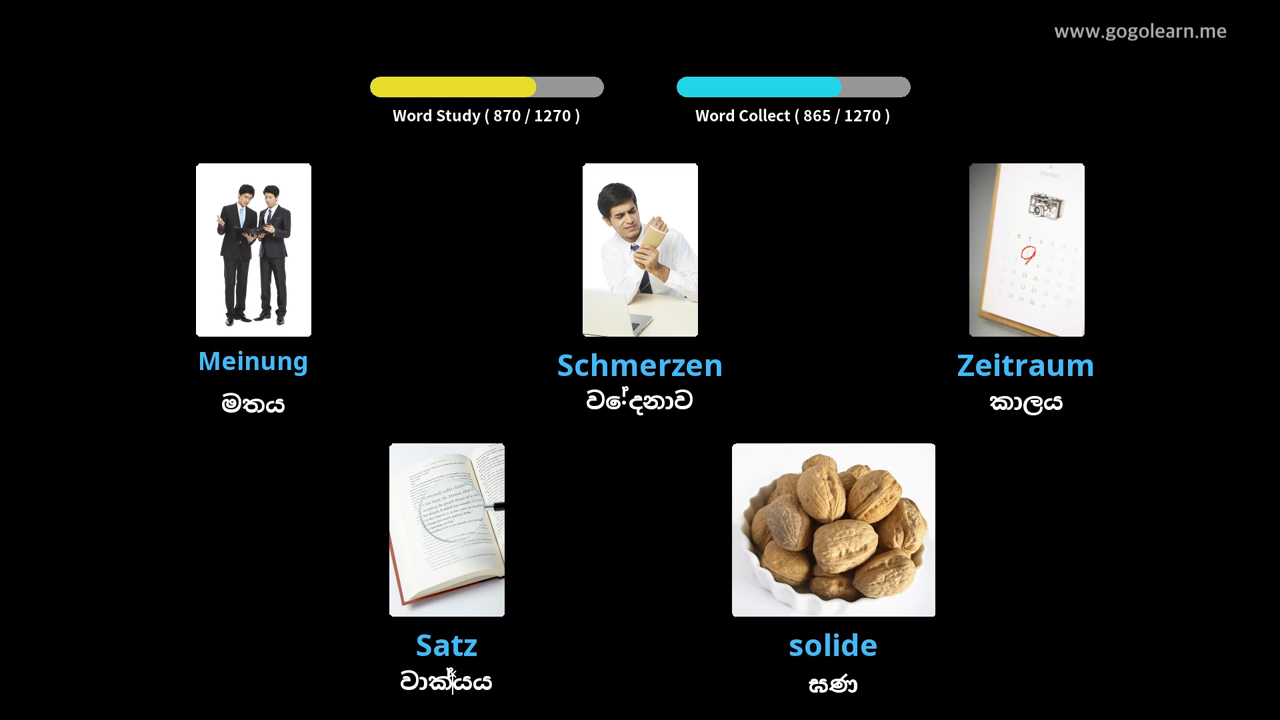 www.gogolearn.me
Word Study ( 870 / 1270 )
Word Collect ( 865 / 1270 )
Meinung
මතය
Schmerzen
වේදනාව
Zeitraum
කාලය
Satz
වාක්‍යය
solide
ඝණ